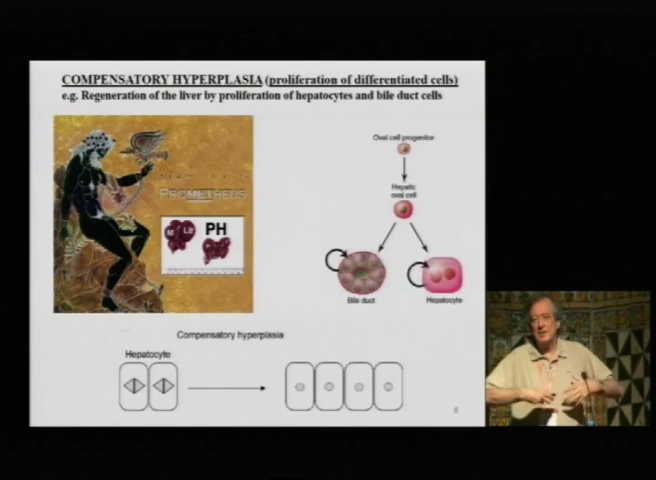 COMPENSATORY HYPERPLASIA (proliferation of differentiated cells)
e.g. Regeneration of the liver by proliferation of hepatocytes and bile duct cells
Oval cell progenitor
Hepatic
oval cell
PROMETHEUS
PH
M
Bile duct
Hepatocyte
Compensatory hyperplasia
Hepatocyte